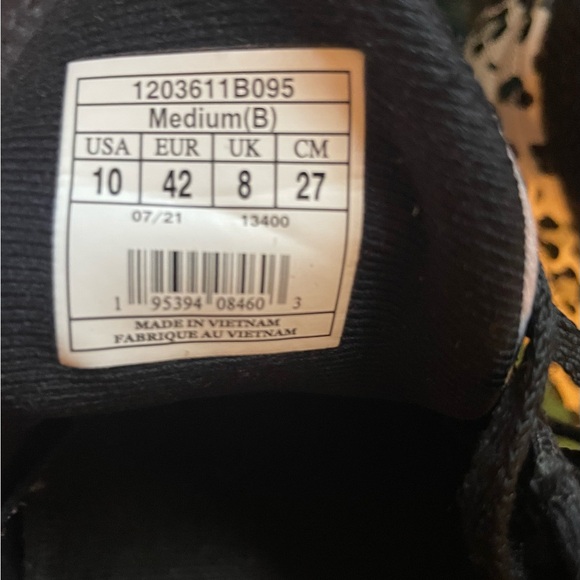 1203611B095
Medium(B)
USA EUR UK CM
10 42 8 27
07/21 13400
1 95394 08460 3
MADE IN VIETNAM
FABRIQUE AU VIETNAM